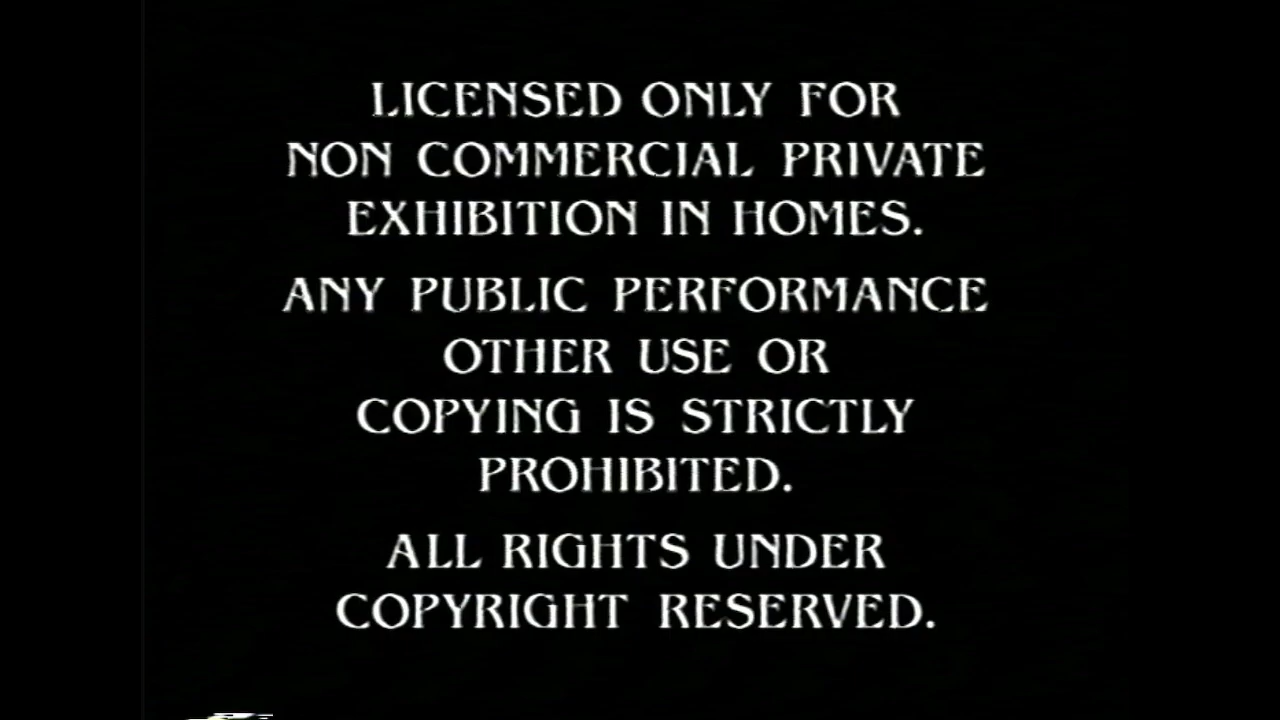 LICENSED ONLY FOR
NON COMMERCIAL PRIVATE
EXHIBITION IN HOMES.
ANY PUBLIC PERFORMANCE
OTHER USE OR
COPYING IS STRICTLY
PROHIBITED.
ALL RIGHTS UNDER
COPYRIGHT RESERVED.